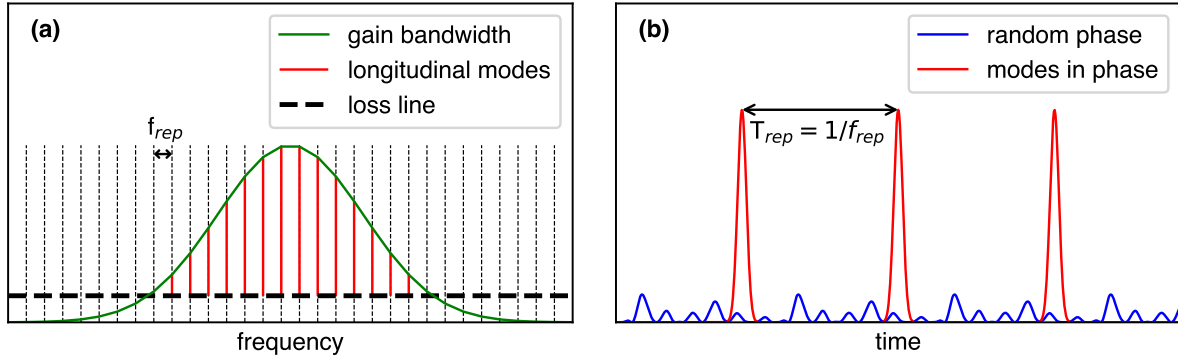 (a)
gain bandwidth
longitudinal modes
loss line
f_rep
frequency
(b)
random phase
modes in phase
T_rep = 1/f_rep
time